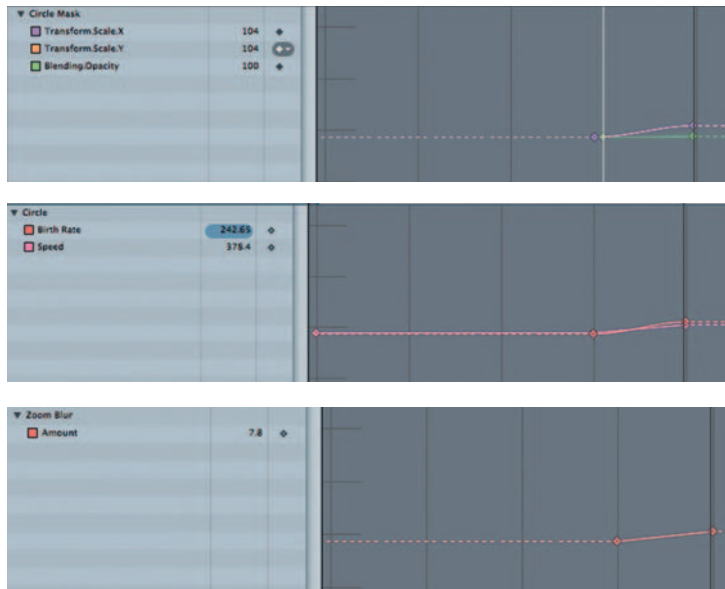 Circle Mask
Transform.Scale.X 104
Transform.Scale.Y 104
Blending.Opacity 100
Circle
Birth Rate 242.65
Speed 378.4
Zoom Blur
Amount 7.8